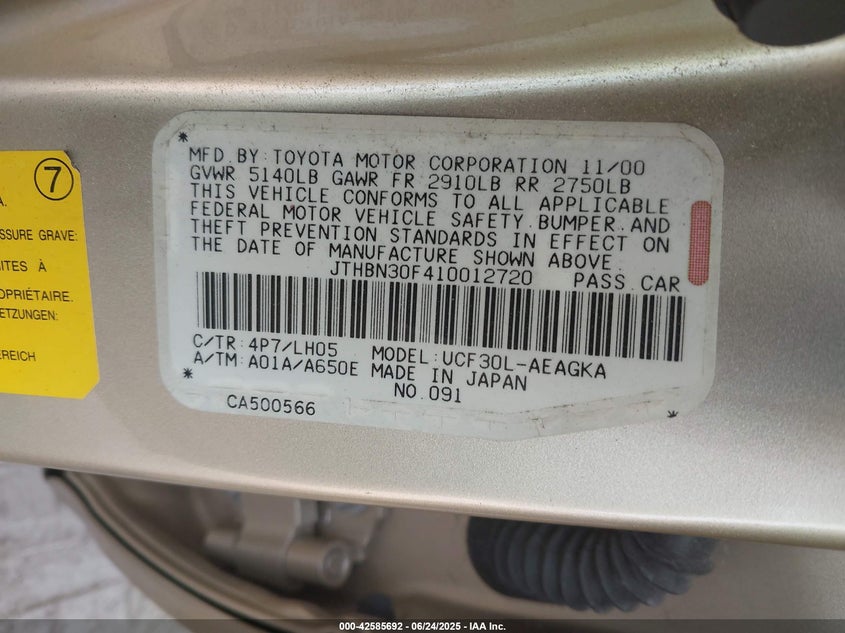 MFD. BY: TOYOTA MOTOR CORPORATION 11/00
GVWR 5140LB GAWR FR 2910LB RR 2750LB
THIS VEHICLE CONFORMS TO ALL APPLICABLE
FEDERAL MOTOR VEHICLE SAFETY, BUMPER, AND
THEFT PREVENTION STANDARDS IN EFFECT ON
THE DATE OF MANUFACTURE SHOWN ABOVE.
JTHBN30F410012720 PASS. CAR
C/TR: 4P7/LH05 MODEL: UCF30L-AEAGKA
A/TM: A01A/A650E MADE IN JAPAN
NO. 091
CA500566
7
A.
SSURE GRAVE:
ITES À
OPRIÉTAIRE.
ETZUNGEN:
EREICH
000-42585692 - 06/24/2025 - IAA Inc.